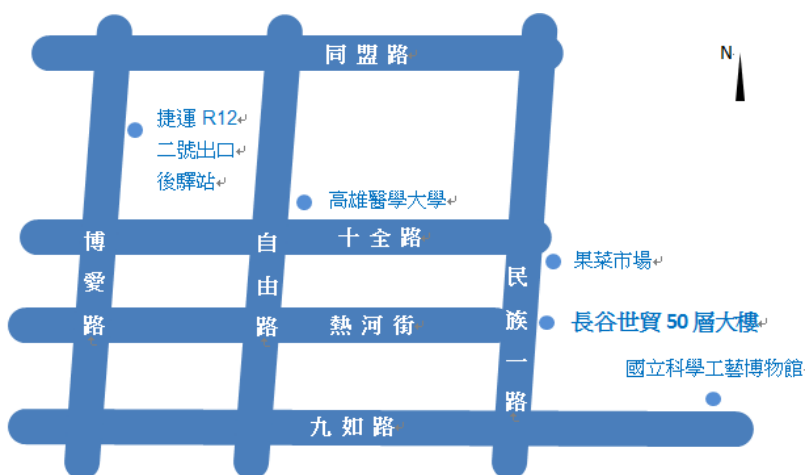 同盟路
N
捷運 R12
二號出口
後驛站
高雄醫學大學
博愛路
自由路
十全路
民族一路
果菜市場
熱河街
長谷世貿 50 層大樓
國立科學工藝博物館
九如路